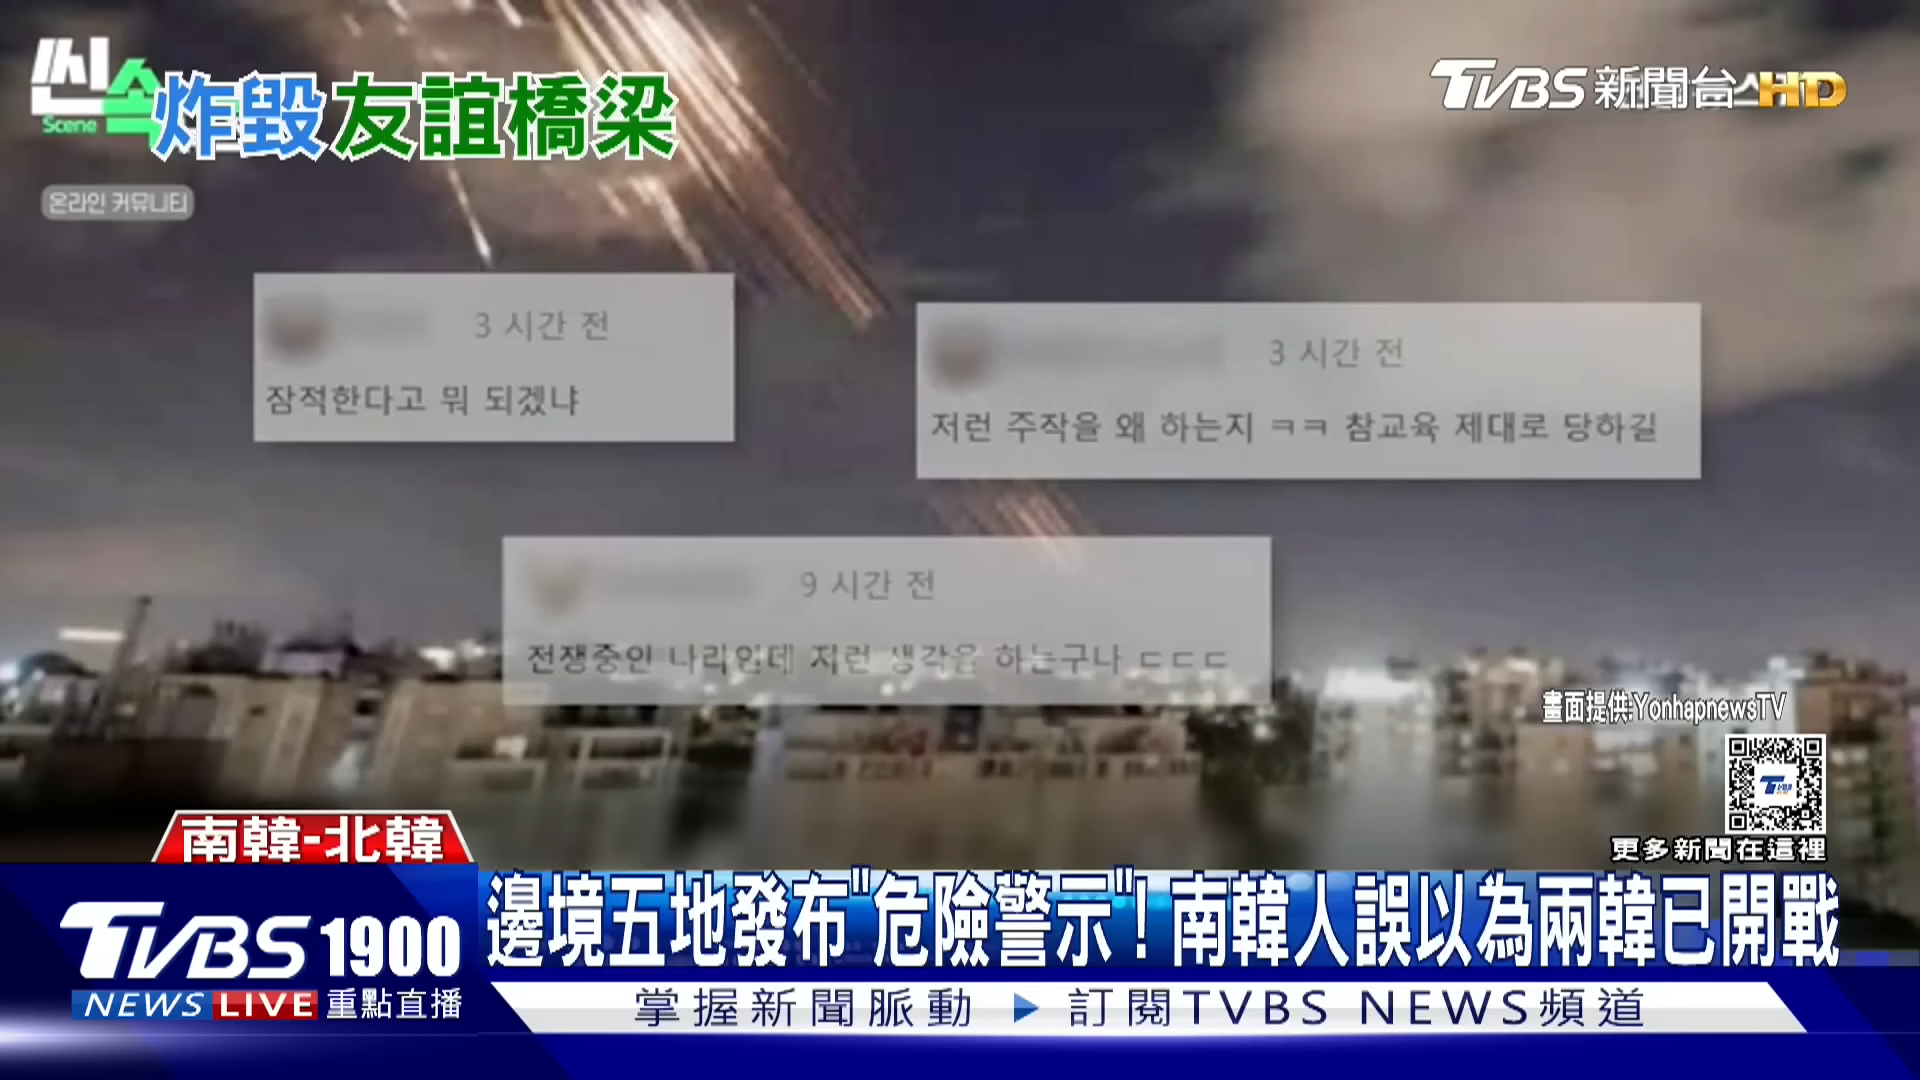 씬속
Scene
炸毀友誼橋梁
TVBS新聞台HD
온라인 커뮤니티
3 시간 전
잠적한다고 뭐 되겠냐
3 시간 전
저런 주작을 왜 하는지 ㅋㅋ 참교육 제대로 당하길
9 시간 전
전쟁중인 나라인데 저런 생각을 하는구나 ㄷㄷㄷ
畫面提供:YonhapnewsTV
更多新聞在這裡
南韓-北韓
邊境五地發布"危險警示"!南韓人誤以為兩韓已開戰
TVBS 1900
NEWS LIVE 重點直播
掌握新聞脈動 ▶ 訂閱TVBS NEWS頻道